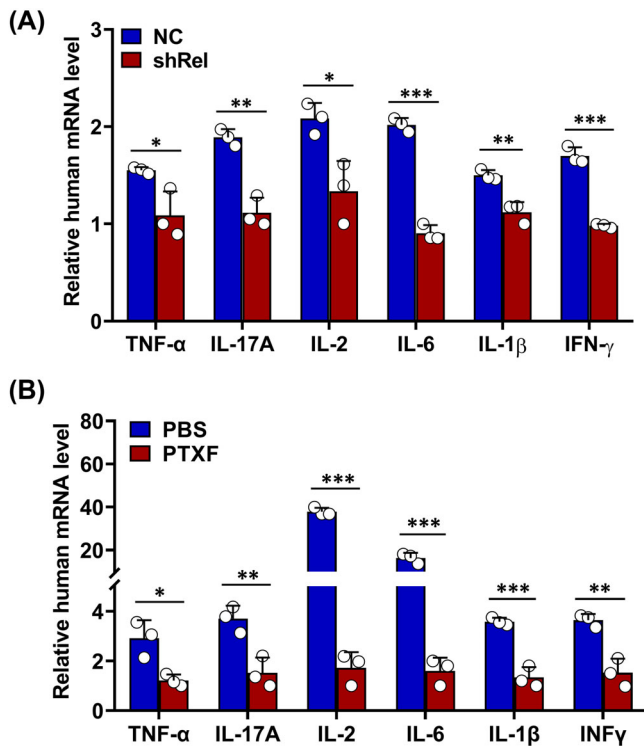 (A)
NC
shRel
Relative human mRNA level
3
2
1
0
* ** * *** ** ***
TNF-α IL-17A IL-2 IL-6 IL-1β IFN-γ
(B)
PBS
PTXF
Relative human mRNA level
80
60
40
20
4
2
0
* ** *** *** *** **
TNF-α IL-17A IL-2 IL-6 IL-1β INFγ